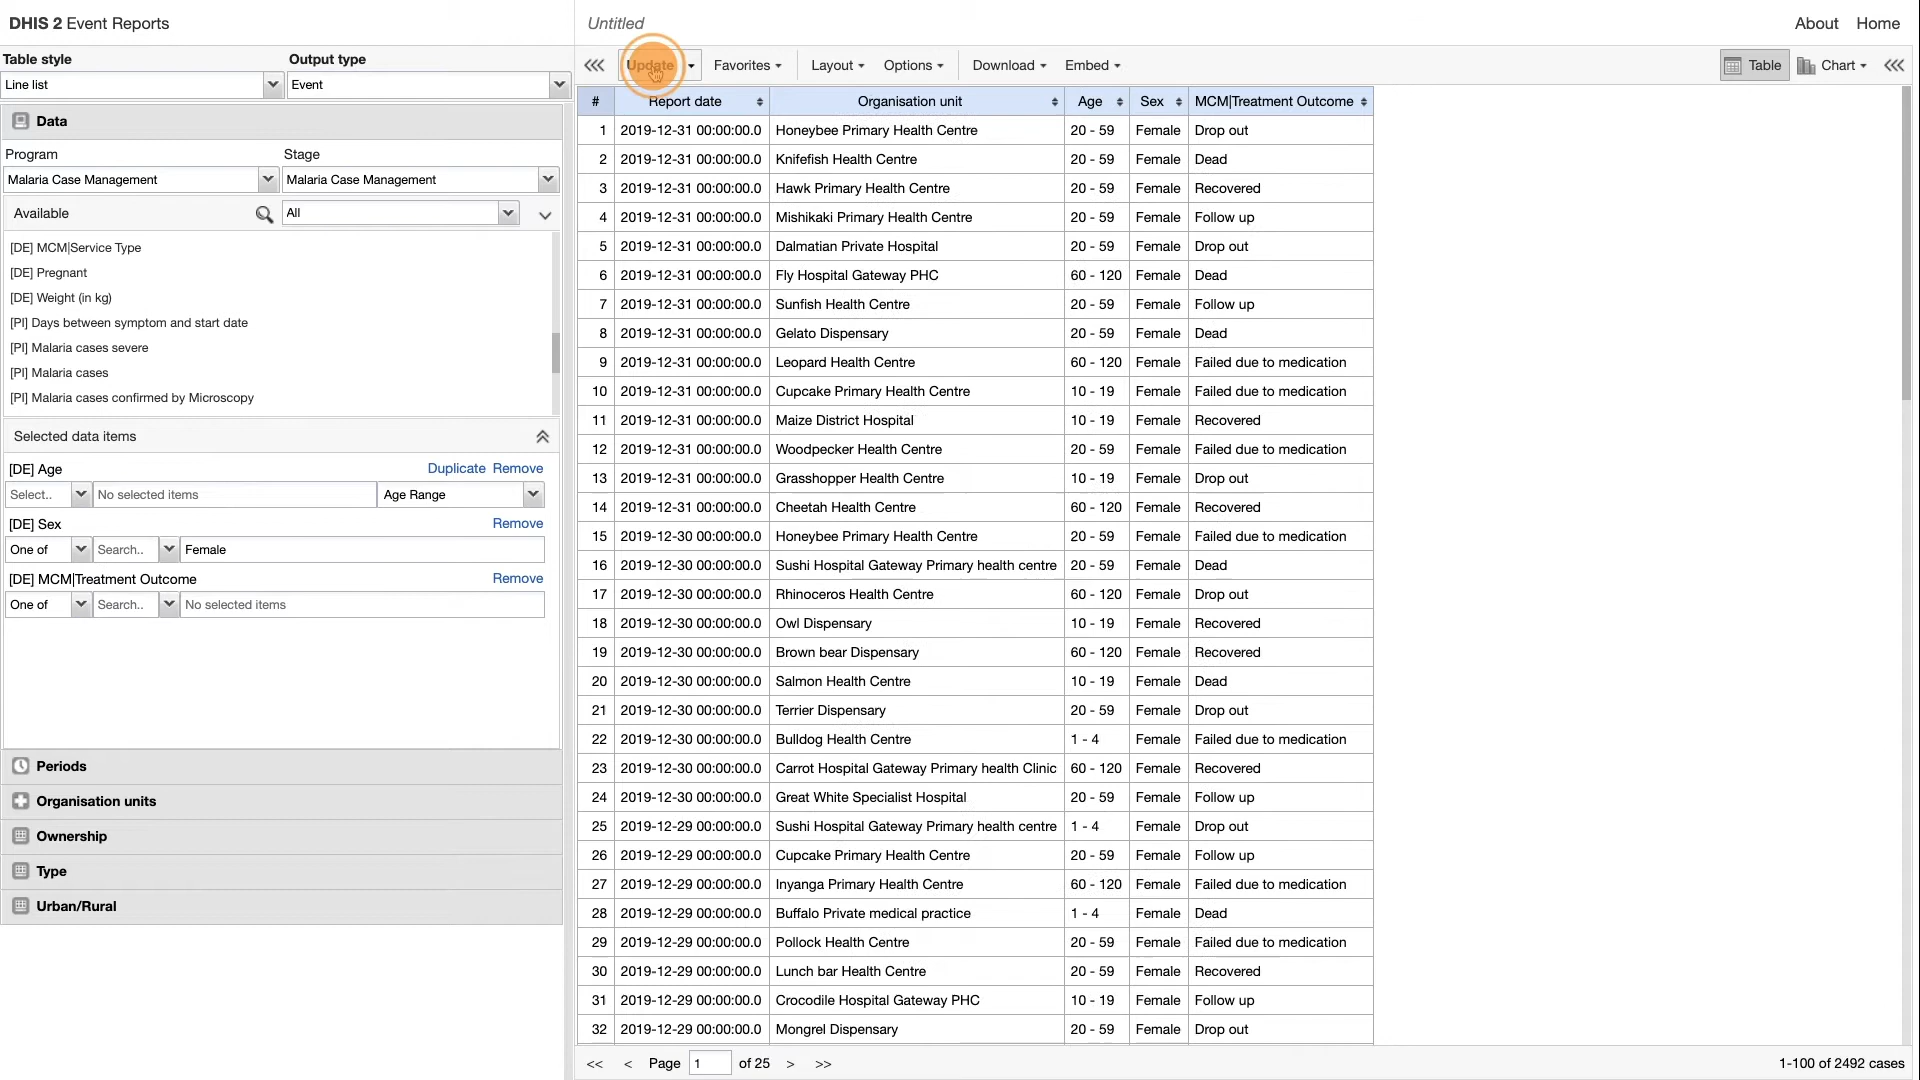 DHIS 2 Event Reports
Untitled
About Home
Table style Output type
Line list Event
Update Favorites Layout Options Download Embed Table Chart
Data
Program Stage
Malaria Case Management Malaria Case Management
Available All
[DE] MCM|Service Type
[DE] Pregnant
[DE] Weight (in kg)
[PI] Days between symptom and start date
[PI] Malaria cases severe
[PI] Malaria cases
[PI] Malaria cases confirmed by Microscopy
Selected data items
[DE] Age Duplicate Remove
Select.. No selected items Age Range
[DE] Sex Remove
One of Search.. Female
[DE] MCM|Treatment Outcome Remove
One of Search.. No selected items
Periods
Organisation units
Ownership
Type
Urban/Rural
# Report date Organisation unit Age Sex MCM|Treatment Outcome
1 2019-12-31 00:00:00.0 Honeybee Primary Health Centre 20 - 59 Female Drop out
2 2019-12-31 00:00:00.0 Knifefish Health Centre 20 - 59 Female Dead
3 2019-12-31 00:00:00.0 Hawk Primary Health Centre 20 - 59 Female Recovered
4 2019-12-31 00:00:00.0 Mishikaki Primary Health Centre 20 - 59 Female Follow up
5 2019-12-31 00:00:00.0 Dalmatian Private Hospital 20 - 59 Female Drop out
6 2019-12-31 00:00:00.0 Fly Hospital Gateway PHC 60 - 120 Female Dead
7 2019-12-31 00:00:00.0 Sunfish Health Centre 20 - 59 Female Follow up
8 2019-12-31 00:00:00.0 Gelato Dispensary 20 - 59 Female Dead
9 2019-12-31 00:00:00.0 Leopard Health Centre 60 - 120 Female Failed due to medication
10 2019-12-31 00:00:00.0 Cupcake Primary Health Centre 10 - 19 Female Failed due to medication
11 2019-12-31 00:00:00.0 Maize District Hospital 10 - 19 Female Recovered
12 2019-12-31 00:00:00.0 Woodpecker Health Centre 20 - 59 Female Failed due to medication
13 2019-12-31 00:00:00.0 Grasshopper Health Centre 10 - 19 Female Drop out
14 2019-12-31 00:00:00.0 Cheetah Health Centre 60 - 120 Female Recovered
15 2019-12-30 00:00:00.0 Honeybee Primary Health Centre 20 - 59 Female Failed due to medication
16 2019-12-30 00:00:00.0 Sushi Hospital Gateway Primary health centre 20 - 59 Female Dead
17 2019-12-30 00:00:00.0 Rhinoceros Health Centre 60 - 120 Female Drop out
18 2019-12-30 00:00:00.0 Owl Dispensary 10 - 19 Female Recovered
19 2019-12-30 00:00:00.0 Brown bear Dispensary 60 - 120 Female Recovered
20 2019-12-30 00:00:00.0 Salmon Health Centre 10 - 19 Female Dead
21 2019-12-30 00:00:00.0 Terrier Dispensary 20 - 59 Female Drop out
22 2019-12-30 00:00:00.0 Bulldog Health Centre 1 - 4 Female Failed due to medication
23 2019-12-30 00:00:00.0 Carrot Hospital Gateway Primary health Clinic 60 - 120 Female Recovered
24 2019-12-30 00:00:00.0 Great White Specialist Hospital 20 - 59 Female Follow up
25 2019-12-29 00:00:00.0 Sushi Hospital Gateway Primary health centre 1 - 4 Female Drop out
26 2019-12-29 00:00:00.0 Cupcake Primary Health Centre 20 - 59 Female Follow up
27 2019-12-29 00:00:00.0 Inyanga Primary Health Centre 60 - 120 Female Failed due to medication
28 2019-12-29 00:00:00.0 Buffalo Private medical practice 1 - 4 Female Dead
29 2019-12-29 00:00:00.0 Pollock Health Centre 20 - 59 Female Failed due to medication
30 2019-12-29 00:00:00.0 Lunch bar Health Centre 20 - 59 Female Recovered
31 2019-12-29 00:00:00.0 Crocodile Hospital Gateway PHC 10 - 19 Female Follow up
32 2019-12-29 00:00:00.0 Mongrel Dispensary 20 - 59 Female Drop out
<< < Page 1 of 25 > >> 1-100 of 2492 cases